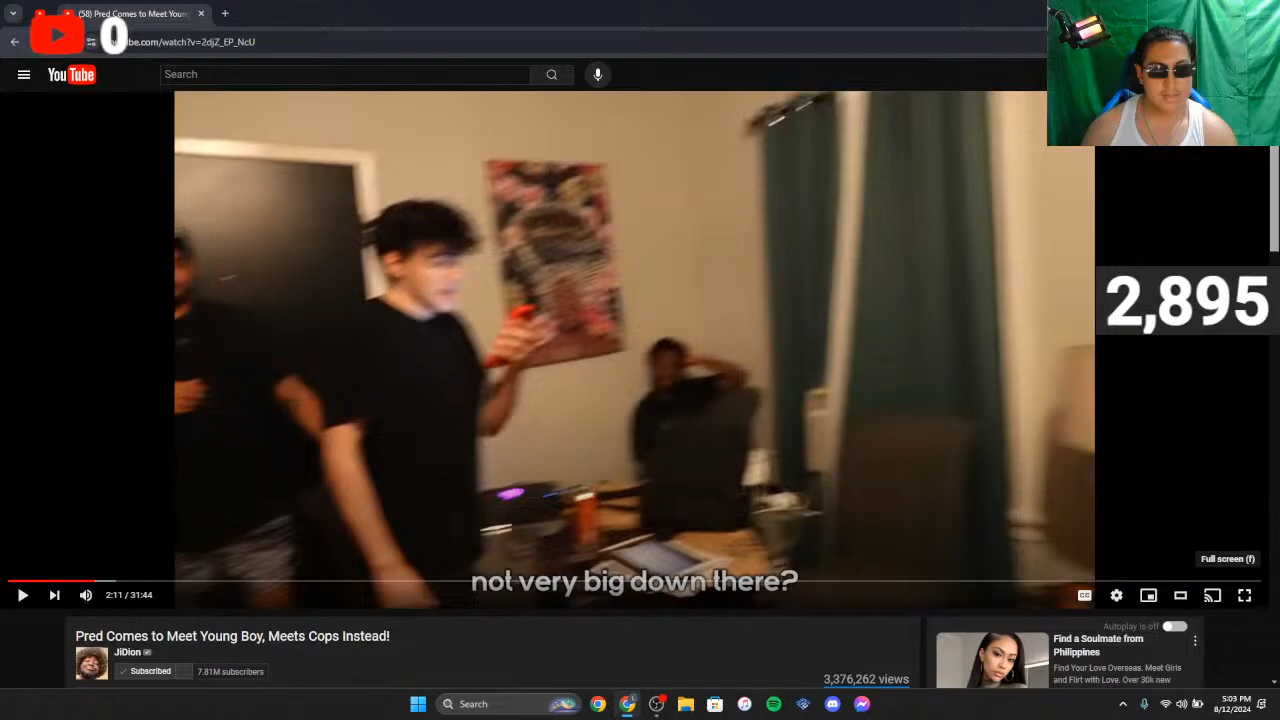 (58) Pred Comes to Meet Young
0
youtube.com/watch?v=2djZ_EP_NcU
YouTube
Search
2,895
not very big down there?
Full screen (f)
2:11 / 31:44
CC
Autoplay is off
Pred Comes to Meet Young Boy, Meets Cops Instead!
JiDion
Subscribed
7.81M subscribers
3,376,262 views
Find a Soulmate from
Philippines
Find Your Love Overseas. Meet Girls
and Flirt with Love. Over 30k new
Search
5:03 PM
8/12/2024